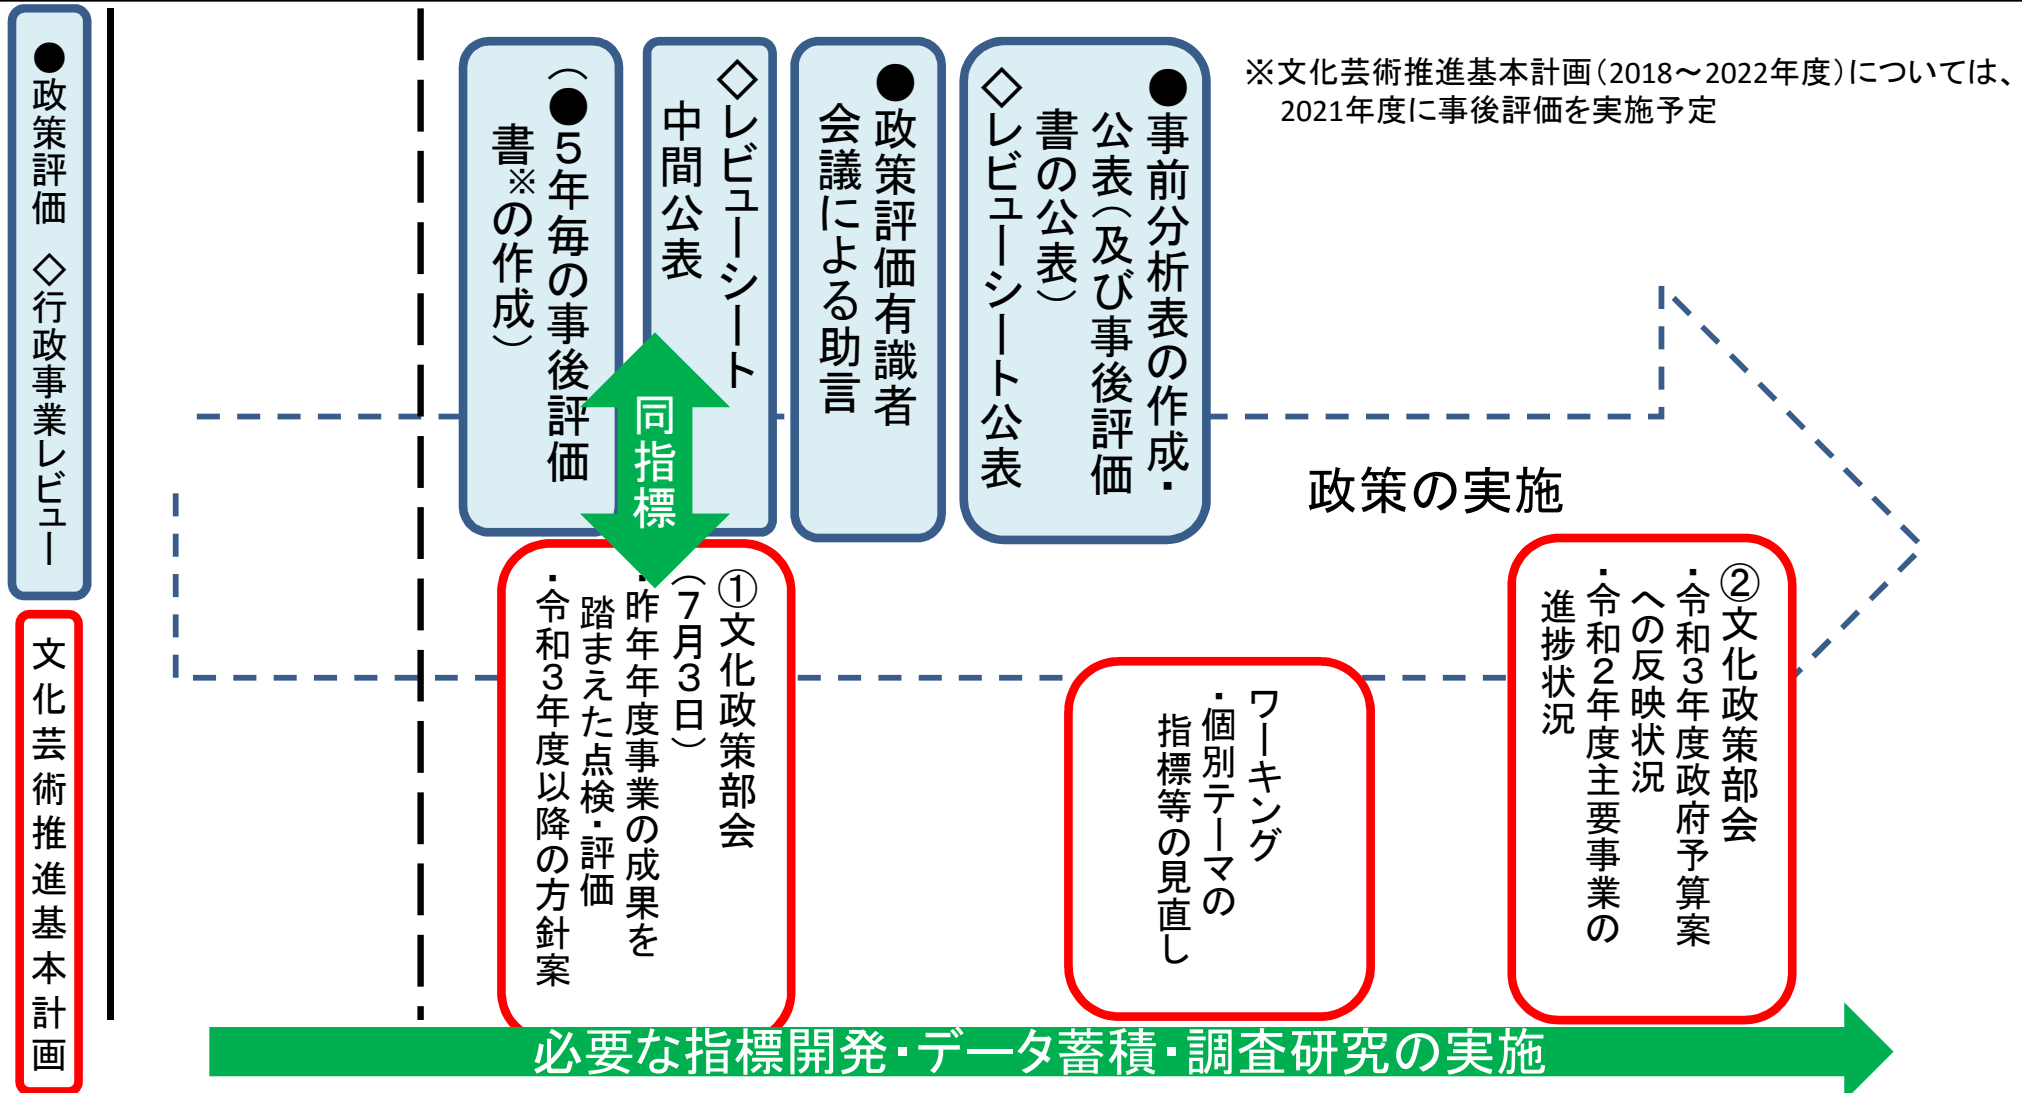 ●政策評価　◇行政事業レビュー
文化芸術推進基本計画
（●５年毎の事後評価
書※の作成）
◇レビューシート
中間公表
●政策評価有識者
会議による助言
●事前分析表の作成・
公表（及び事後評価
書の公表）
◇レビューシート公表
※文化芸術推進基本計画（2018～2022年度）については、
2021年度に事後評価を実施予定
同指標
政策の実施
①文化政策部会
（７月３日）
・昨年年度事業の成果を
踏まえた点検・評価
・令和３年度以降の方針案
ワーキング
・個別テーマの
指標等の見直し
②文化政策部会
・令和３年度政府予算案
への反映状況
・令和２年度主要事業の
進捗状況
必要な指標開発・データ蓄積・調査研究の実施